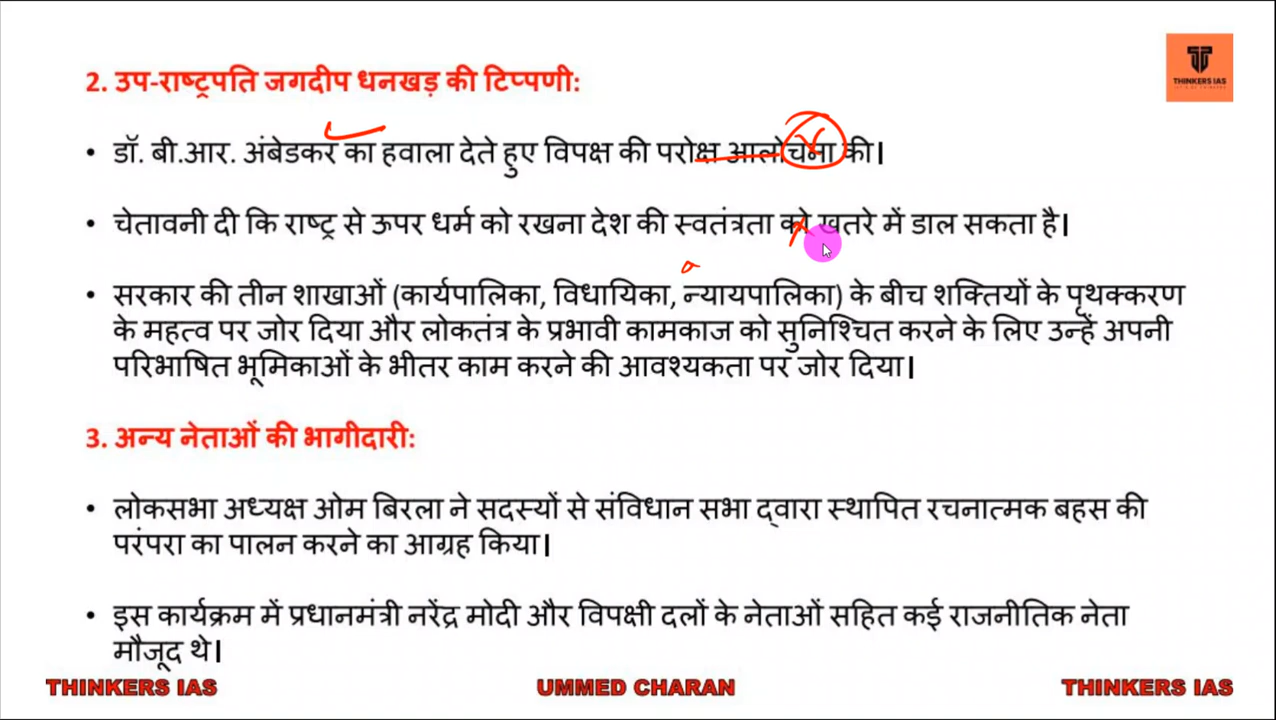 THINKERS IAS
2. उप-राष्ट्रपति जगदीप धनखड़ की टिप्पणी:
• डॉ. बी.आर. अंबेडकर का हवाला देते हुए विपक्ष की परोक्ष आलोचना की।
• चेतावनी दी कि राष्ट्र से ऊपर धर्म को रखना देश की स्वतंत्रता को खतरे में डाल सकता है।
• सरकार की तीन शाखाओं (कार्यपालिका, विधायिका, न्यायपालिका) के बीच शक्तियों के पृथक्करण
के महत्व पर जोर दिया और लोकतंत्र के प्रभावी कामकाज को सुनिश्चित करने के लिए उन्हें अपनी
परिभाषित भूमिकाओं के भीतर काम करने की आवश्यकता पर जोर दिया।
3. अन्य नेताओं की भागीदारी:
• लोकसभा अध्यक्ष ओम बिरला ने सदस्यों से संविधान सभा द्वारा स्थापित रचनात्मक बहस की
परंपरा का पालन करने का आग्रह किया।
• इस कार्यक्रम में प्रधानमंत्री नरेंद्र मोदी और विपक्षी दलों के नेताओं सहित कई राजनीतिक नेता
मौजूद थे।
THINKERS IAS UMMED CHARAN THINKERS IAS